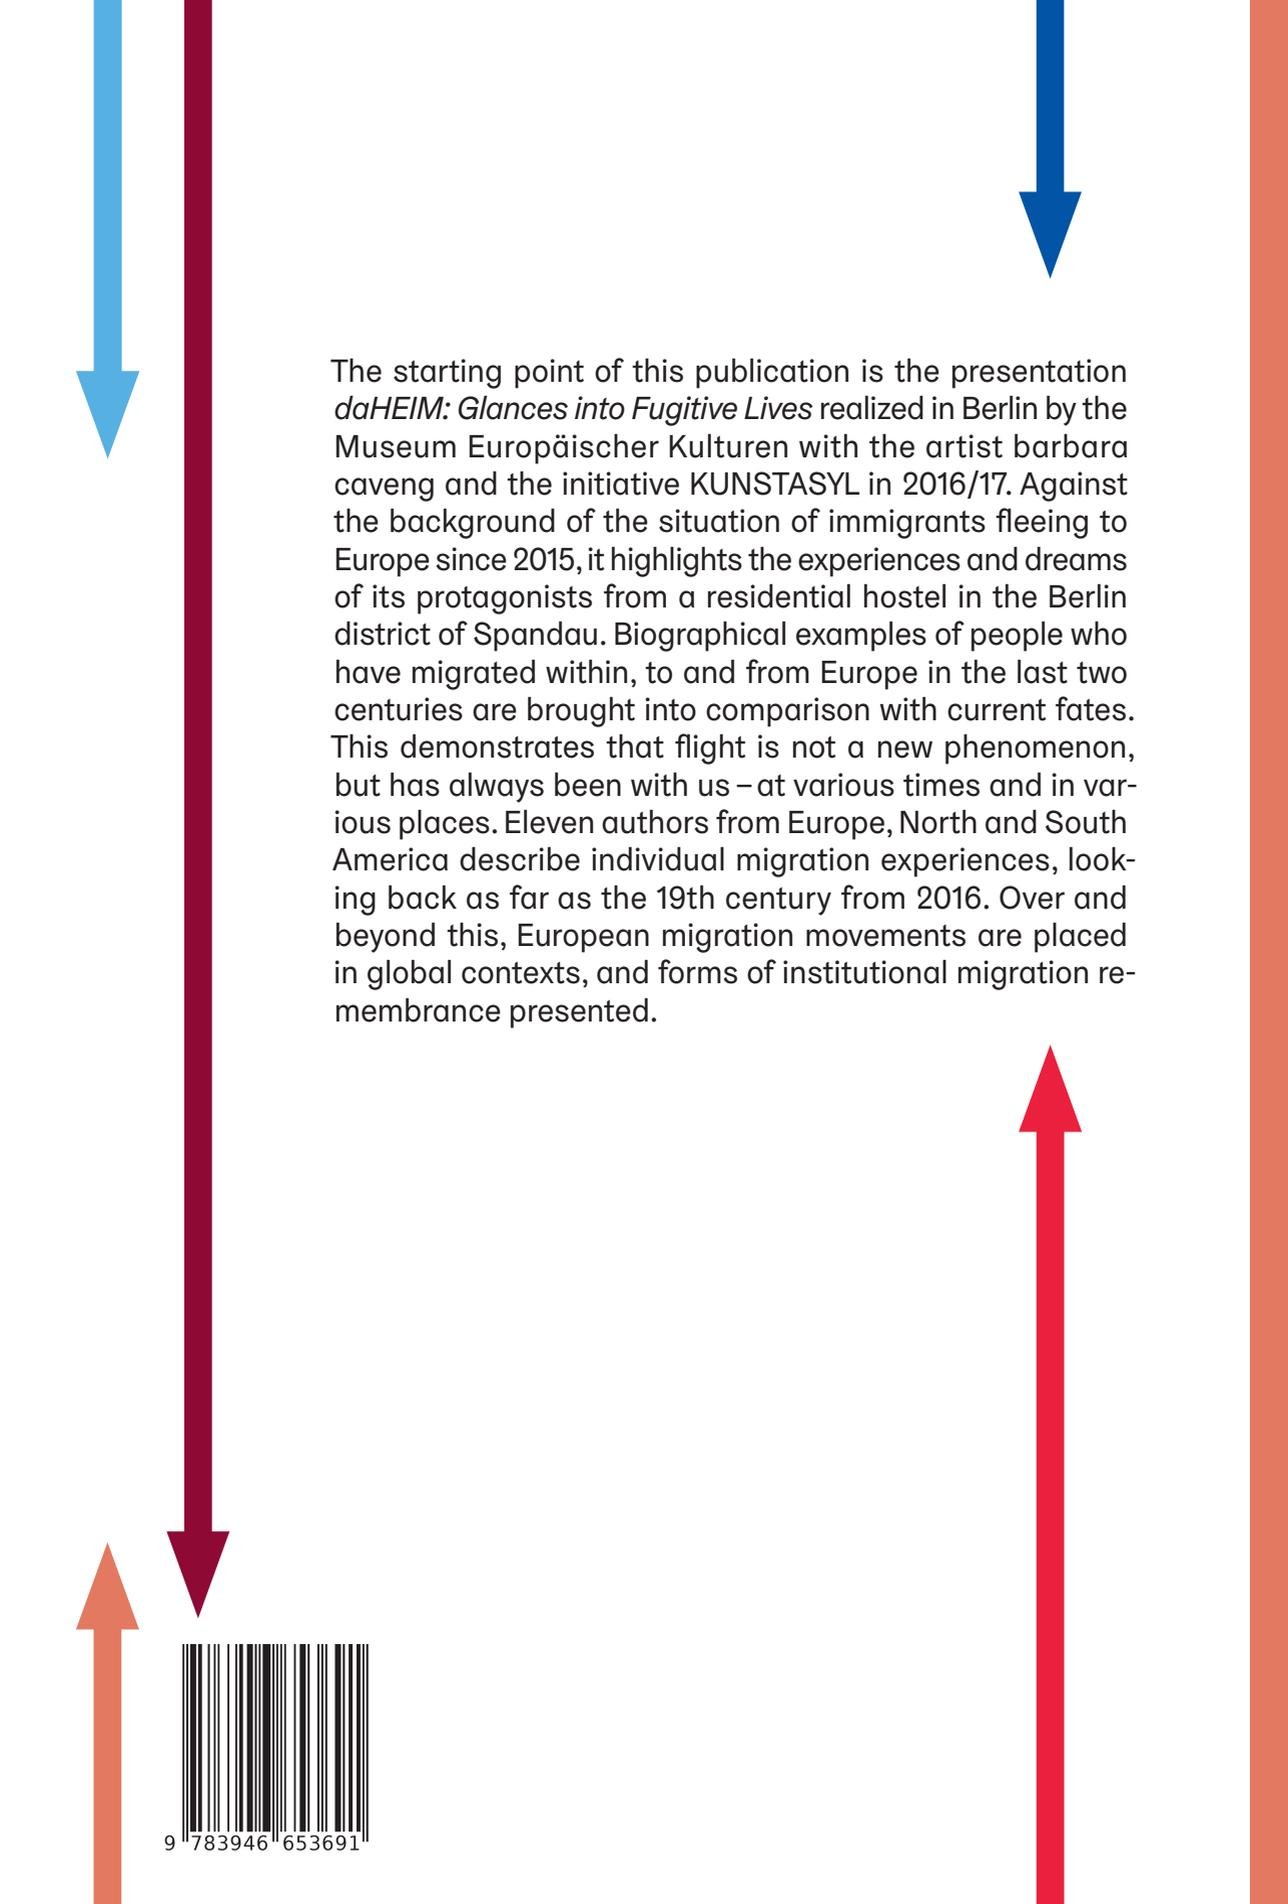 The starting point of this publication is the presentation
daHEIM: Glances into Fugitive Lives realized in Berlin by the
Museum Europäischer Kulturen with the artist barbara
caveng and the initiative KUNSTASYL in 2016/17. Against
the background of the situation of immigrants fleeing to
Europe since 2015, it highlights the experiences and dreams
of its protagonists from a residential hostel in the Berlin
district of Spandau. Biographical examples of people who
have migrated within, to and from Europe in the last two
centuries are brought into comparison with current fates.
This demonstrates that flight is not a new phenomenon,
but has always been with us – at various times and in var-
ious places. Eleven authors from Europe, North and South
America describe individual migration experiences, look-
ing back as far as the 19th century from 2016. Over and
beyond this, European migration movements are placed
in global contexts, and forms of institutional migration re-
membrance presented.
9 783946 653691